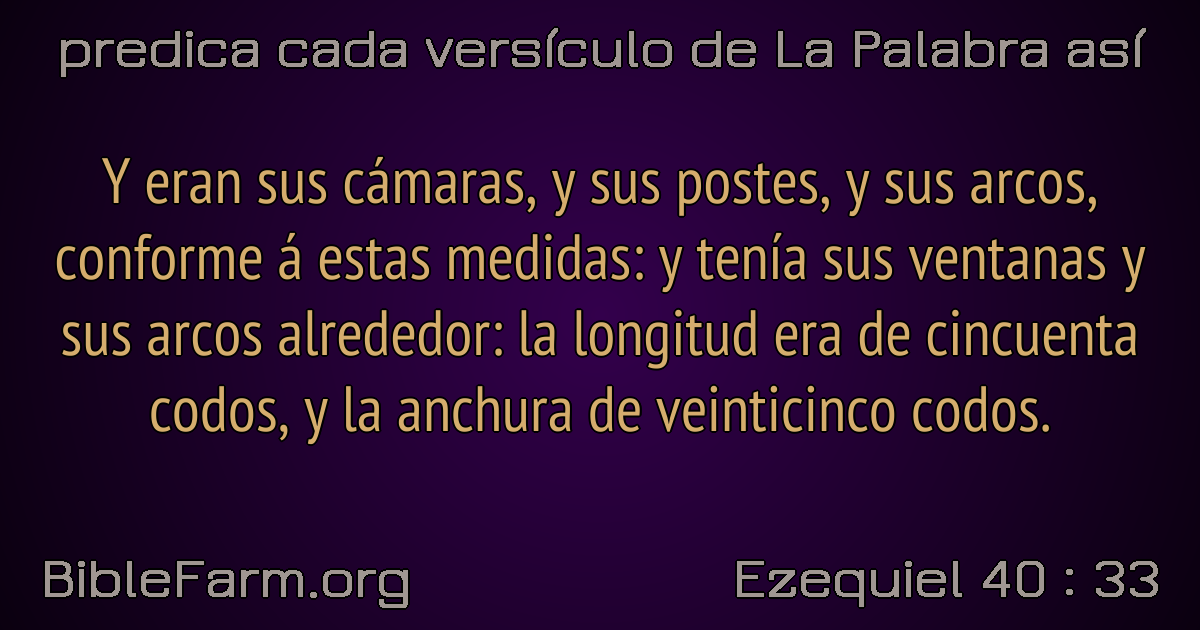 predica cada versículo de La Palabra así
Y eran sus cámaras, y sus postes, y sus arcos,
conforme á estas medidas: y tenía sus ventanas y
sus arcos alrededor: la longitud era de cincuenta
codos, y la anchura de veinticinco codos.
BibleFarm.org
Ezequiel 40 : 33